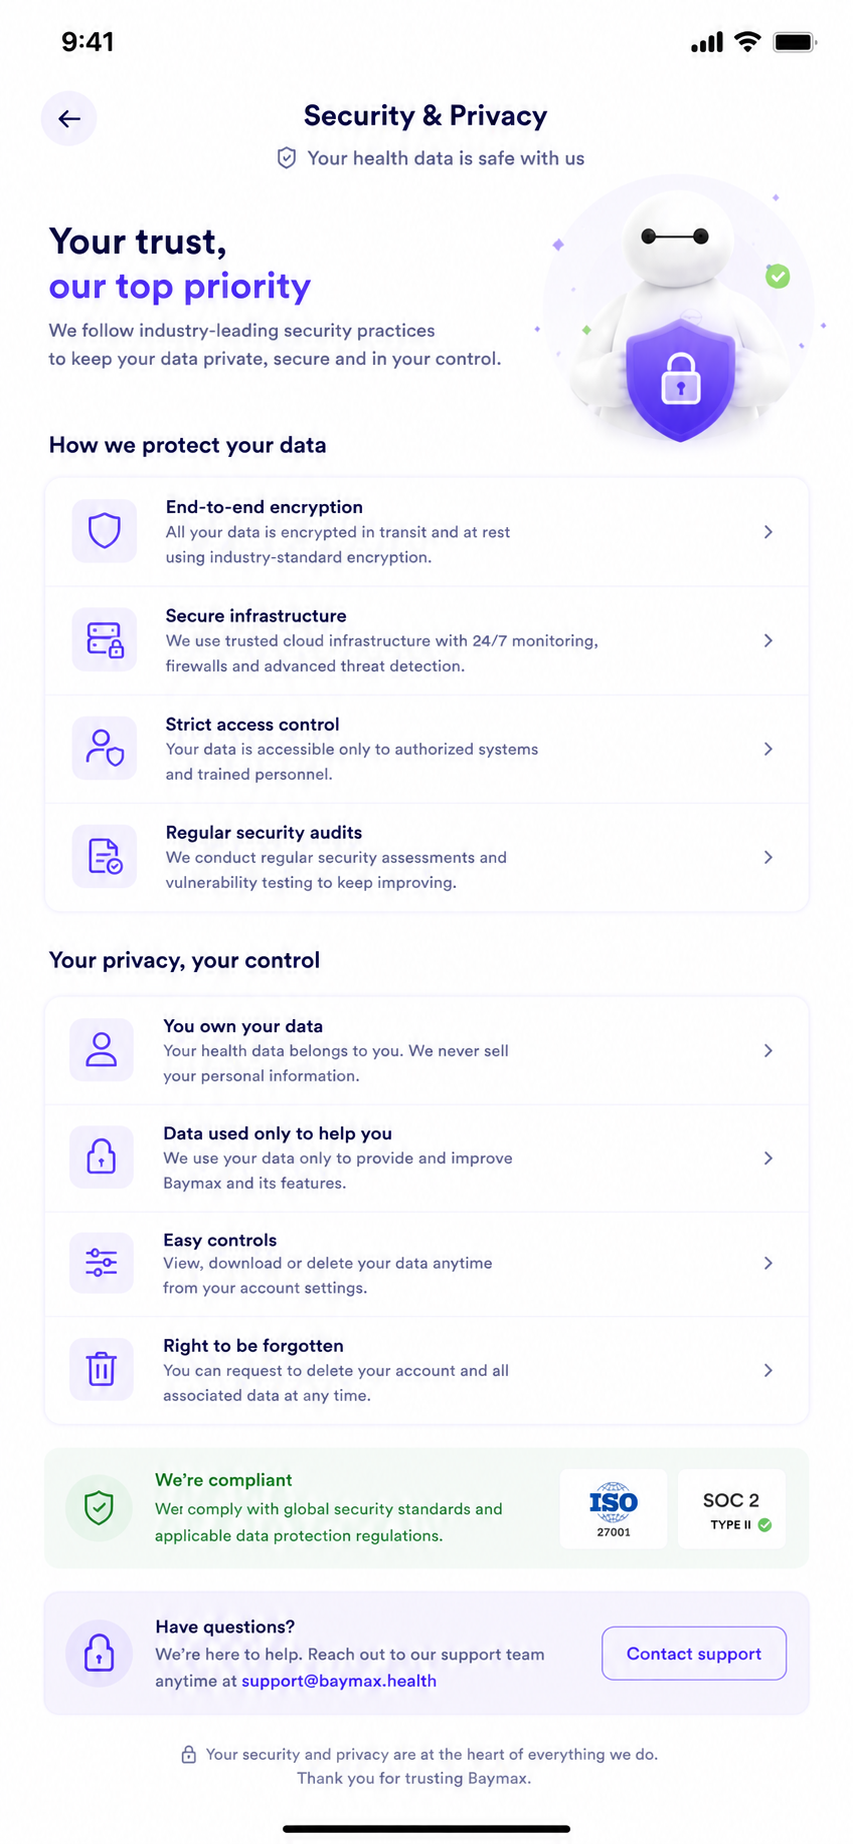 9:41
Security & Privacy
Your health data is safe with us
Your trust,
our top priority
We follow industry-leading security practices
to keep your data private, secure and in your control.
How we protect your data
End-to-end encryption
All your data is encrypted in transit and at rest
using industry-standard encryption.
Secure infrastructure
We use trusted cloud infrastructure with 24/7 monitoring,
firewalls and advanced threat detection.
Strict access control
Your data is accessible only to authorized systems
and trained personnel.
Regular security audits
We conduct regular security assessments and
vulnerability testing to keep improving.
Your privacy, your control
You own your data
Your health data belongs to you. We never sell
your personal information.
Data used only to help you
We use your data only to provide and improve
Baymax and its features.
Easy controls
View, download or delete your data anytime
from your account settings.
Right to be forgotten
You can request to delete your account and all
associated data at any time.
We’re compliant
Wer comply with global security standards and
applicable data protection regulations.
ISO
27001
SOC 2
TYPE II
Have questions?
We’re here to help. Reach out to our support team
anytime at support@baymax.health
Contact support
Your security and privacy are at the heart of everything we do.
Thank you for trusting Baymax.